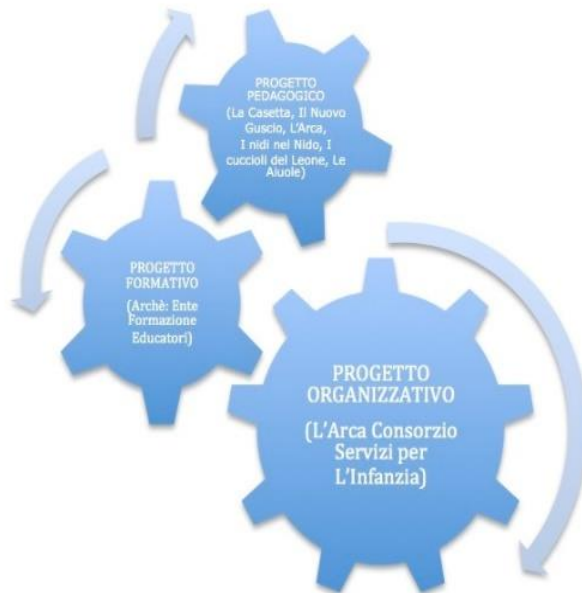 PROGETTO
PEDAGOGICO
(La Casetta, Il Nuovo
Guscio, L'Arca,
I nidi nel Nido, I
cuccioli del Leone, Le
Aiuole)
PROGETTO
FORMATIVO
(Archè: Ente
Formazione
Educatori)
PROGETTO
ORGANIZZATIVO
(L'Arca Consorzio
Servizi per
L'Infanzia)